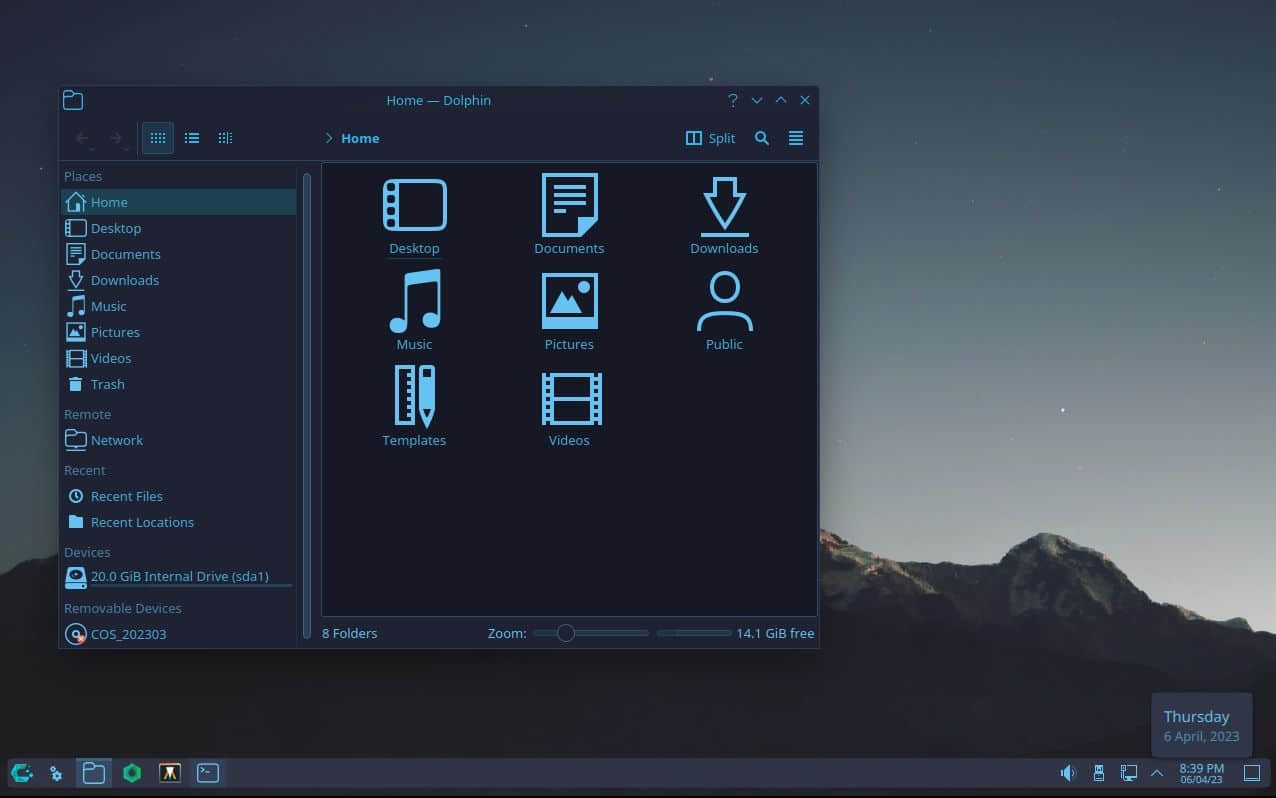 Home — Dolphin
Home
Split
Places
Home
Desktop
Documents
Downloads
Music
Pictures
Videos
Trash
Remote
Network
Recent
Recent Files
Recent Locations
Devices
20.0 GiB Internal Drive (sda1)
Removable Devices
COS_202303
Desktop
Documents
Downloads
Music
Pictures
Public
Templates
Videos
8 Folders
Zoom:
14.1 GiB free
Thursday
6 April, 2023
8:39 PM
06/04/23